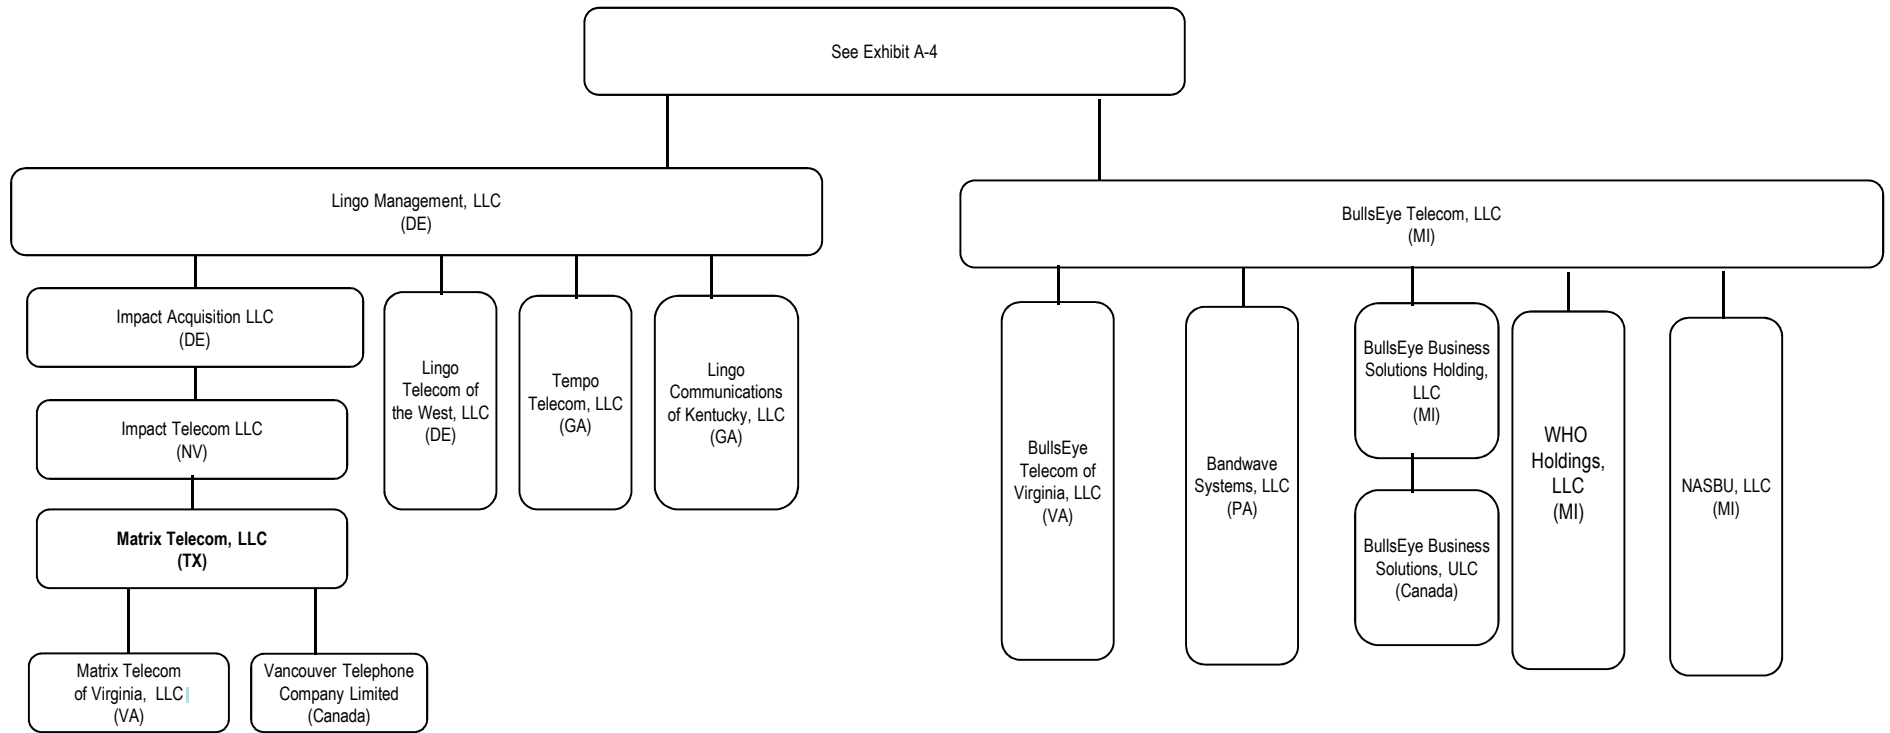 See Exhibit A-4
Lingo Management, LLC
(DE)
BullsEye Telecom, LLC
(MI)
Impact Acquisition LLC
(DE)
Impact Telecom LLC
(NV)
Matrix Telecom, LLC
(TX)
Matrix Telecom
of Virginia, LLC
(VA)
Vancouver Telephone
Company Limited
(Canada)
Lingo
Telecom of
the West, LLC
(DE)
Tempo
Telecom, LLC
(GA)
Lingo
Communications
of Kentucky, LLC
(GA)
BullsEye
Telecom of
Virginia, LLC
(VA)
Bandwave
Systems, LLC
(PA)
BullsEye Business
Solutions Holding,
LLC
(MI)
BullsEye Business
Solutions, ULC
(Canada)
WHO
Holdings,
LLC
(MI)
NASBU, LLC
(MI)